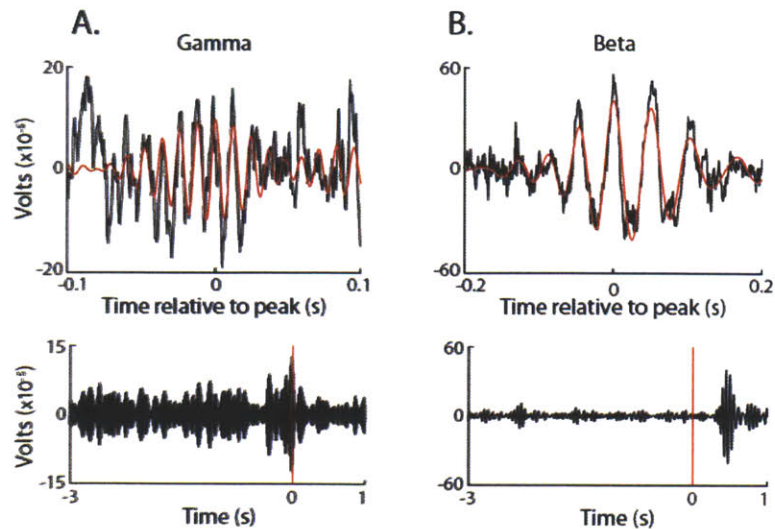 A.
B.
Gamma
Beta
20
0
-20
Volts (x10⁻⁵)
-0.1
0
0.1
Time relative to peak (s)
60
0
-60
-0.2
0
0.2
Time relative to peak (s)
15
0
-15
Volts (x10⁻⁵)
-3
0
1
Time (s)
60
0
-60
-3
0
1
Time (s)